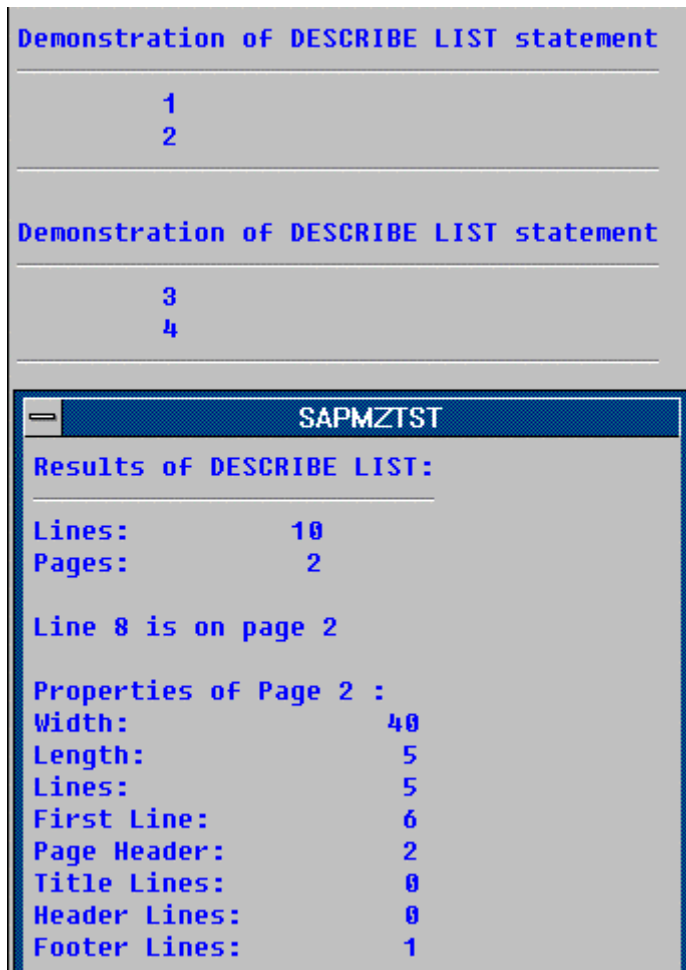 Demonstration of DESCRIBE LIST statement
1
2
Demonstration of DESCRIBE LIST statement
3
4
SAPMZTST
Results of DESCRIBE LIST:
Lines: 10
Pages: 2
Line 8 is on page 2
Properties of Page 2 :
Width: 40
Length: 5
Lines: 5
First Line: 6
Page Header: 2
Title Lines: 0
Header Lines: 0
Footer Lines: 1